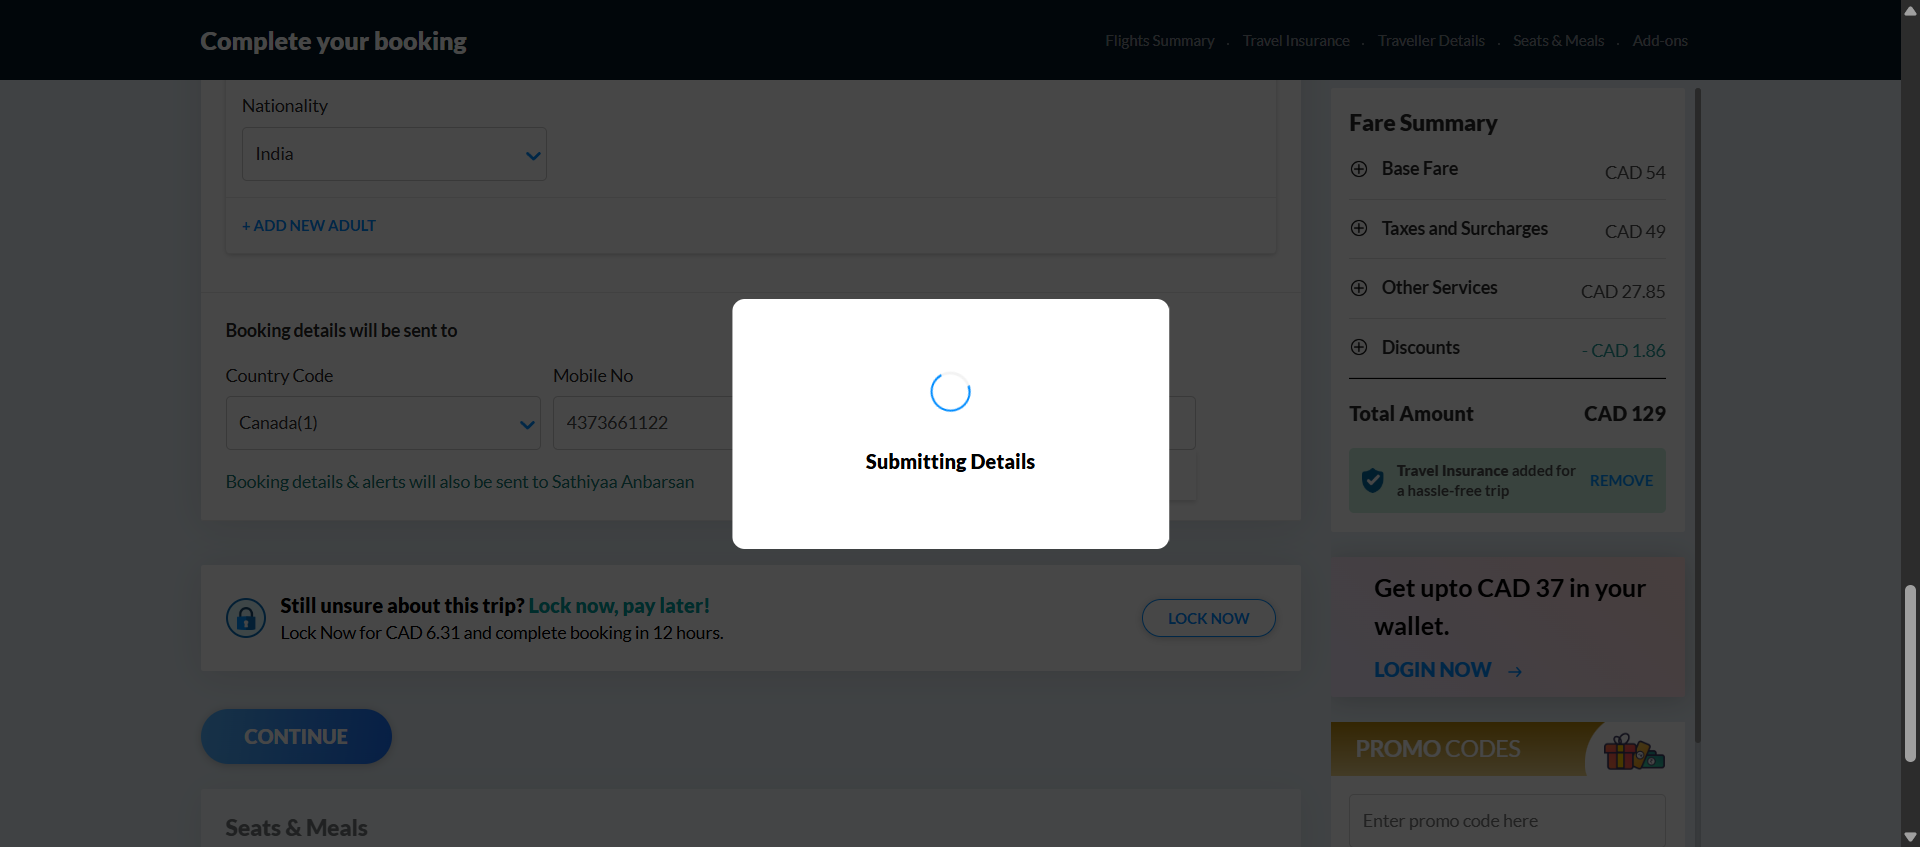 Complete your booking
Flights Summary . Travel Insurance . Traveller Details . Seats & Meals . Add-ons
Nationality
India
+ ADD NEW ADULT
Booking details will be sent to
Country Code
Mobile No
Canada(1)
4373661122
Booking details & alerts will also be sent to Sathiyaa Anbarsan
Submitting Details
Still unsure about this trip? Lock now, pay later!
Lock Now for CAD 6.31 and complete booking in 12 hours.
LOCK NOW
CONTINUE
Seats & Meals
Fare Summary
Base Fare
CAD 54
Taxes and Surcharges
CAD 49
Other Services
CAD 27.85
Discounts
- CAD 1.86
Total Amount
CAD 129
Travel Insurance added for
a hassle-free trip
REMOVE
Get upto CAD 37 in your
wallet.
LOGIN NOW →
PROMO CODES
Enter promo code here